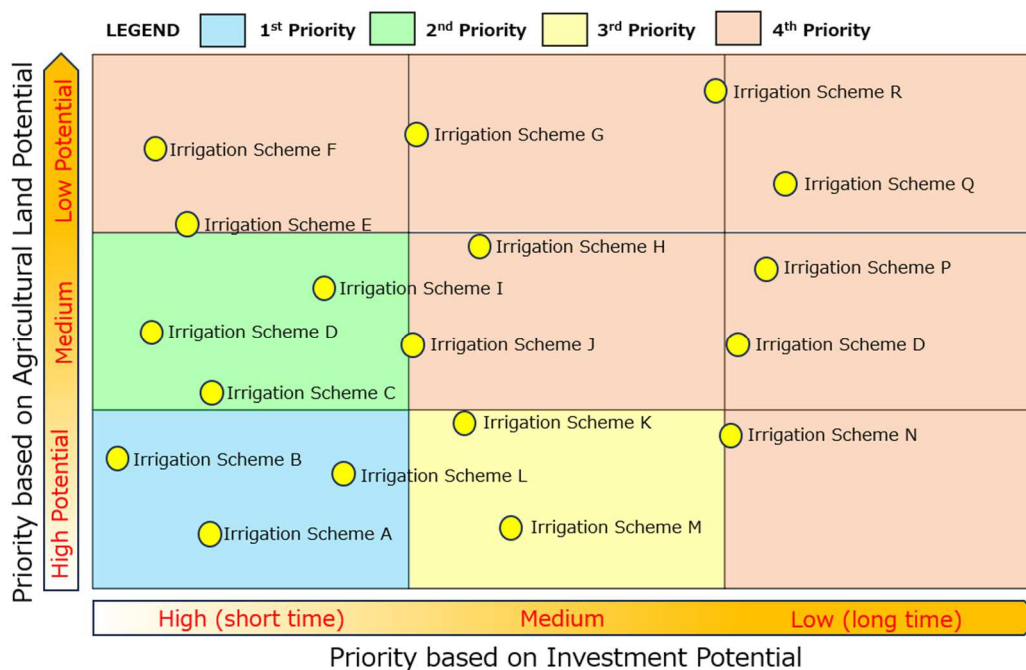 LEGEND 1st Priority 2nd Priority 3rd Priority 4th Priority
Priority based on Agricultural Land Potential
Low Potential
Medium
High Potential
Irrigation Scheme R
Irrigation Scheme G
Irrigation Scheme F
Irrigation Scheme Q
Irrigation Scheme E
Irrigation Scheme H
Irrigation Scheme P
Irrigation Scheme I
Irrigation Scheme D
Irrigation Scheme J
Irrigation Scheme D
Irrigation Scheme C
Irrigation Scheme K
Irrigation Scheme N
Irrigation Scheme B
Irrigation Scheme L
Irrigation Scheme M
Irrigation Scheme A
High (short time)
Medium
Low (long time)
Priority based on Investment Potential